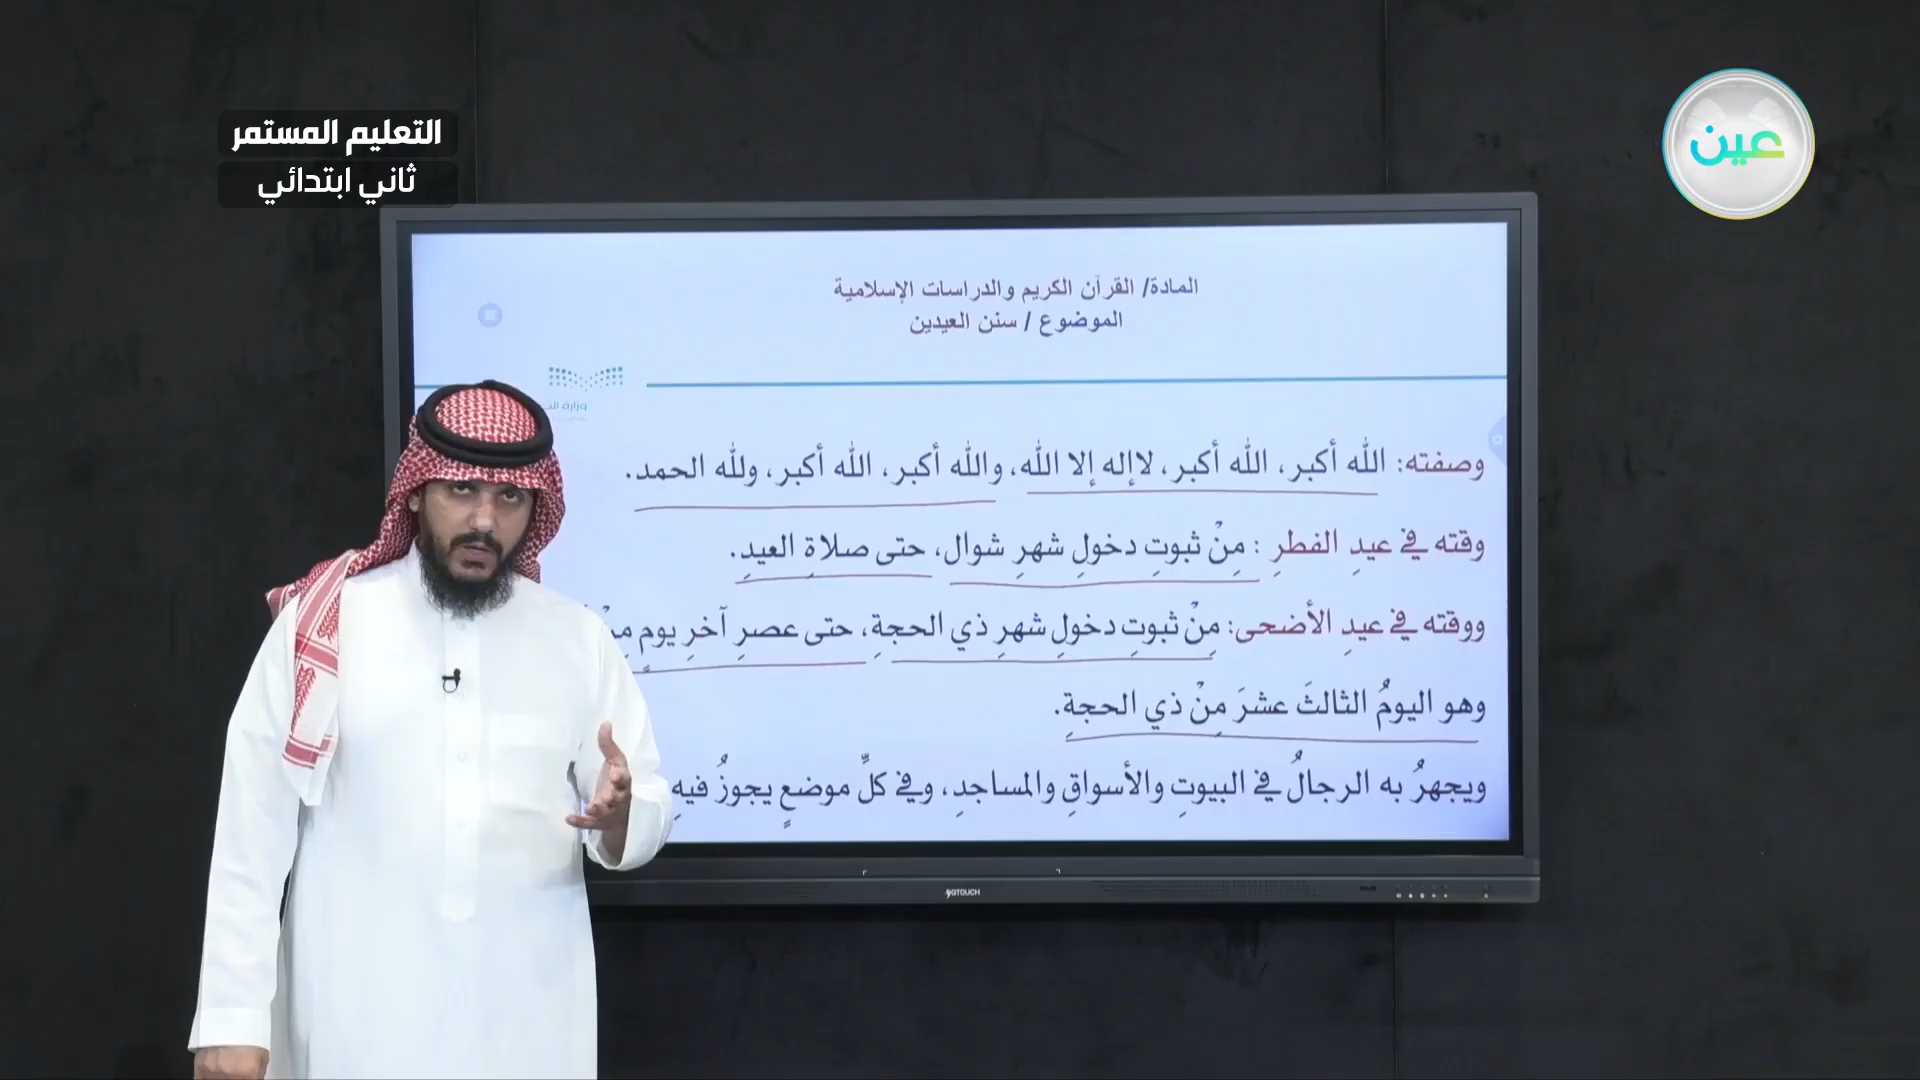 التعليم المستمر
ثاني ابتدائي
عين
المادة/ القرآن الكريم والدراسات الإسلامية
الموضوع / سنن العيدين
وزارة
وصفته: الله أكبر، الله أكبر، لاإله إلا الله، والله أكبر، الله أكبر، ولله الحمد.
وقته في عيدِ الفطرِ : مِنْ ثبوتِ دخولِ شهرِ شوال، حتى صلاةِ العيدِ.
ووقته في عيدِ الأضحى: مِنْ ثبوتِ دخولِ شهرِ ذي الحجةِ، حتى عصرِ آخرِ يومٍ
وهو اليومُ الثالثَ عشرَ مِنْ ذي الحجةِ.
ويجهرُ به الرجالُ في البيوتِ والأسواقِ والمساجدِ، وفي كلِّ موضعٍ يجوزُ فيهِ